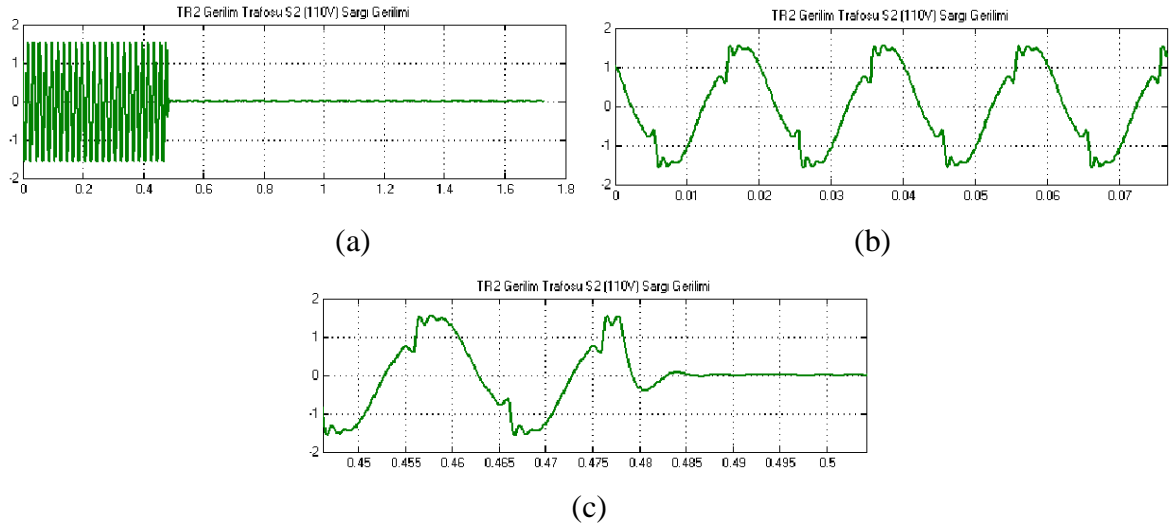 TR2 Gerilim Trafosu S2 (110V) Sargı Gerilimi
2
1
0
-1
-2
0 0.2 0.4 0.6 0.8 1 1.2 1.4 1.6 1.8
(a)
TR2 Gerilim Trafosu S2 (110V) Sargı Gerilimi
2
1
0
-1
-2
0 0.01 0.02 0.03 0.04 0.05 0.06 0.07
(b)
TR2 Gerilim Trafosu S2 (110V) Sargı Gerilimi
2
1
0
-1
-2
0.45 0.455 0.46 0.465 0.47 0.475 0.48 0.485 0.49 0.495 0.5
(c)